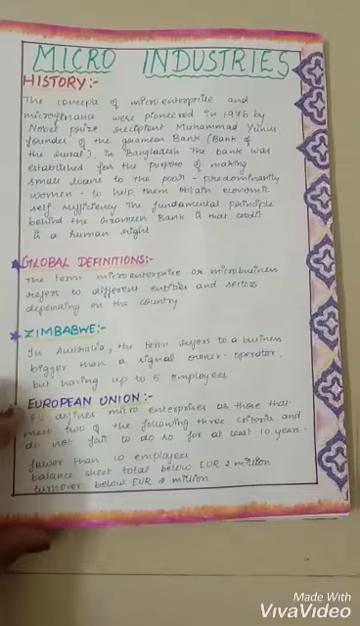 MICRO INDUSTRIES
HISTORY:-
The concepts of micro entreprise and
microfinance were pioneered in 1976 by
Nobel prize recipient Muhammad Yunus,
founder of the grameen Bank (Bank of
the Rural), in Bangladesh The bank was
established for the purpose of making
small loans to the poor - predominantly
women - to help them obtain economic
self sufficiency The fundamental principle
behind the Grameen Bank is that credit
is a human right
GLOBAL DEFINITIONS:-
The term microenterprise or microbusiness
refers to different entities and sectors
depending on the country
ZIMBABWE:-
In Australia, the term refers to a business
bigger than a signal owner-operator,
but having up to 5 employees
EUROPEAN UNION:-
EU defines micro enterprises as those that
meet two of the following three criteria and
do not fail to do so for at least 10 year.
fewer than 10 employees
balance sheet total below EUR 2 million
turnover below EUR 2 million
Made With
VivaVideo